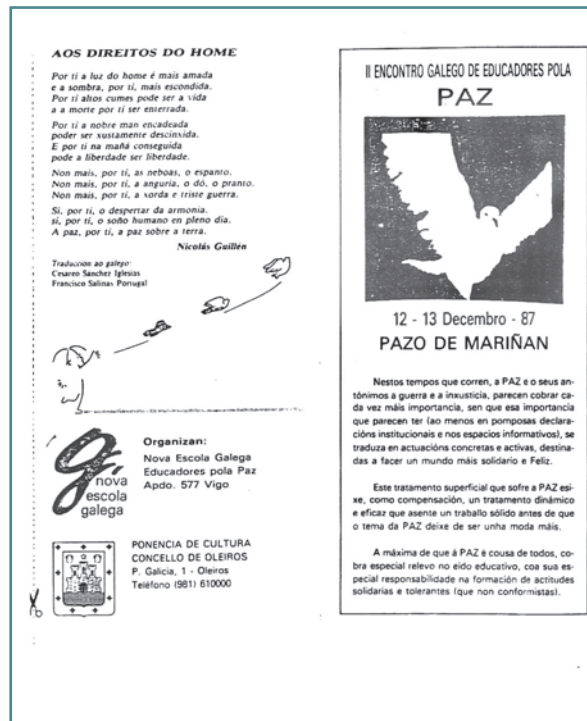 AOS DIREITOS DO HOME
Por ti a luz do home é mais amada
e a sombra, por ti, mais escondida.
Por ti altos cumes pode ser a vida
a a morte por ti ser enterrada.
Por ti a nobre man encadeada
poder ser xustamente descinxida.
E por ti na mañá conseguida
pode a liberdade ser liberdade.
Non mais, por ti, as neboas, o espanto.
Non mais, por ti, a anguria, o dó, o pranto.
Non mais, por ti, a xorda e triste guerra.
Si, por ti, o despertar da armonia.
si, por ti, o soño humano en pleno dia.
A paz, por ti, a paz sobre a terra.
Nicolás Guillén
Traduccion ao galego:
Cesareo Sanchez Iglesias
Francisco Salinas Portugal
Organizan:
Nova Escola Galega
Educadores pola Paz
Apdo. 577 Vigo
nova
escola
galega
PONENCIA DE CULTURA
CONCELLO DE OLEIROS
P. Galicia, 1 - Oleiros
Teléfono (981) 610000
II ENCONTRO GALEGO DE EDUCADORES POLA
PAZ
12 - 13 Decembro - 87
PAZO DE MARIÑAN
Nestos tempos que corren, a PAZ e o seus an-
tónimos a guerra e a inxusticia, parecen cobrar ca-
da vez máis importancia, sen que esa importancia
que parecen ter (ao menos en pomposas declara-
cións institucionais e nos espacios informativos), se
traduza en actuacións concretas e activas, destina-
das a facer un mundo máis solidario e Feliz.
Este tratamento superficial que sofre a PAZ esi-
xe, como compensación, un tratamento dinámico
e eficaz que asente un traballo sólido antes de que
o tema da PAZ deixe de ser unha moda máis.
A máxima de que á PAZ é cousa de todos, co-
bra especial relevo no eido educativo, coa sua es-
pecial responsabilidade na formación de actitudes
solidarias e tolerantes (que non conformistas).